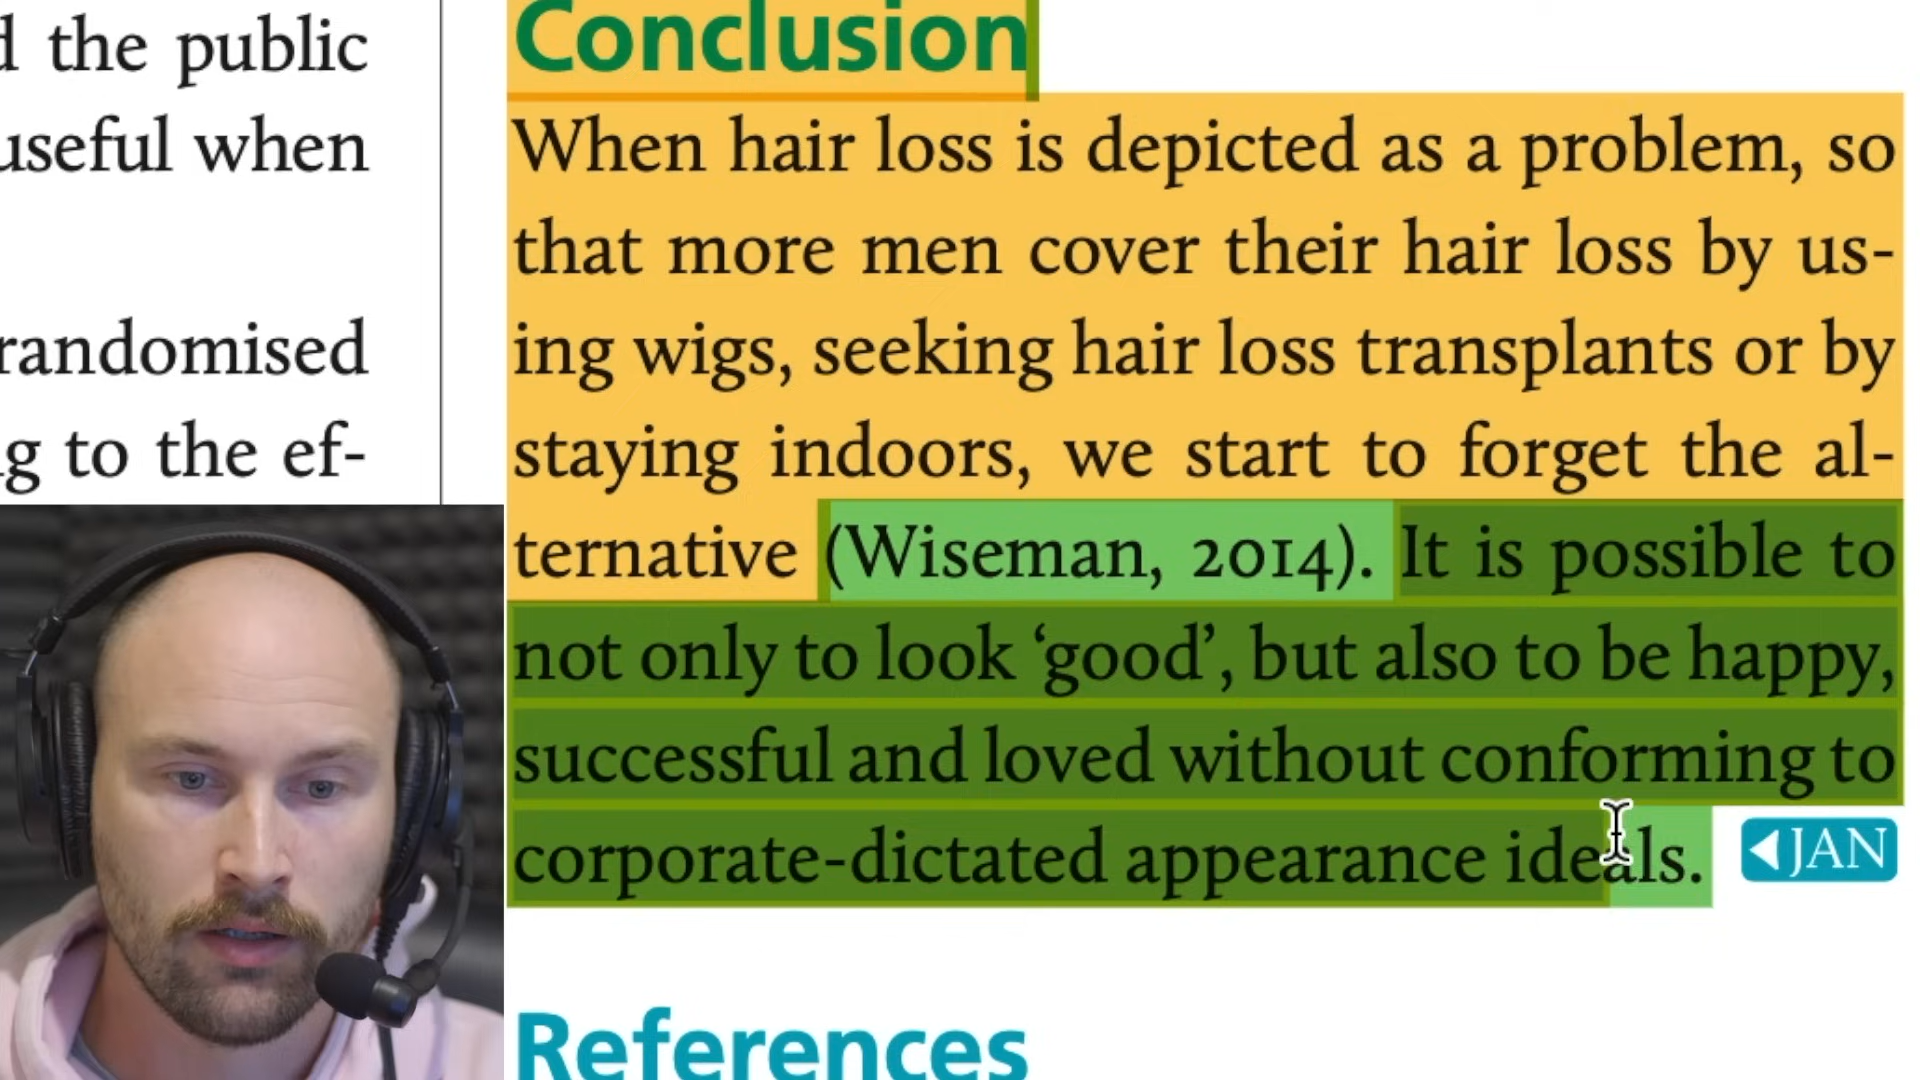 d the public
useful when
randomised
g to the ef-
Conclusion
When hair loss is depicted as a problem, so
that more men cover their hair loss by us-
ing wigs, seeking hair loss transplants or by
staying indoors, we start to forget the al-
ternative (Wiseman, 2014). It is possible to
not only to look ‘good’, but also to be happy,
successful and loved without conforming to
corporate-dictated appearance ideals. JAN
References